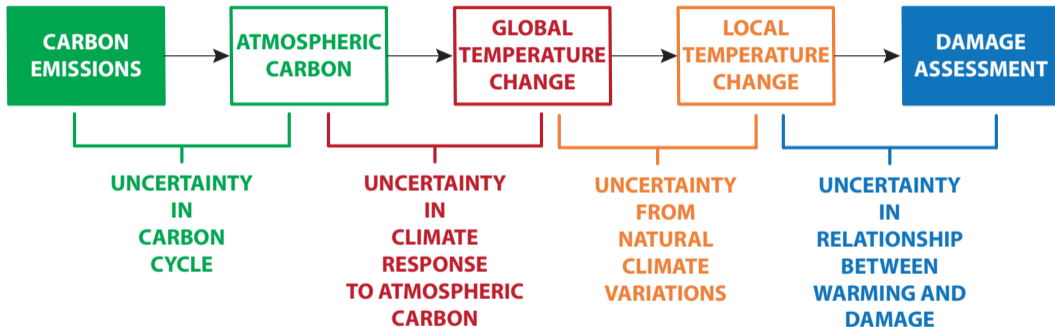 CARBON
EMISSIONS
ATMOSPHERIC
CARBON
GLOBAL
TEMPERATURE
CHANGE
LOCAL
TEMPERATURE
CHANGE
DAMAGE
ASSESSMENT
UNCERTAINTY
IN
CARBON
CYCLE
UNCERTAINTY
IN
CLIMATE
RESPONSE
TO ATMOSPHERIC
CARBON
UNCERTAINTY
FROM
NATURAL
CLIMATE
VARIATIONS
UNCERTAINTY
IN
RELATIONSHIP
BETWEEN
WARMING AND
DAMAGE